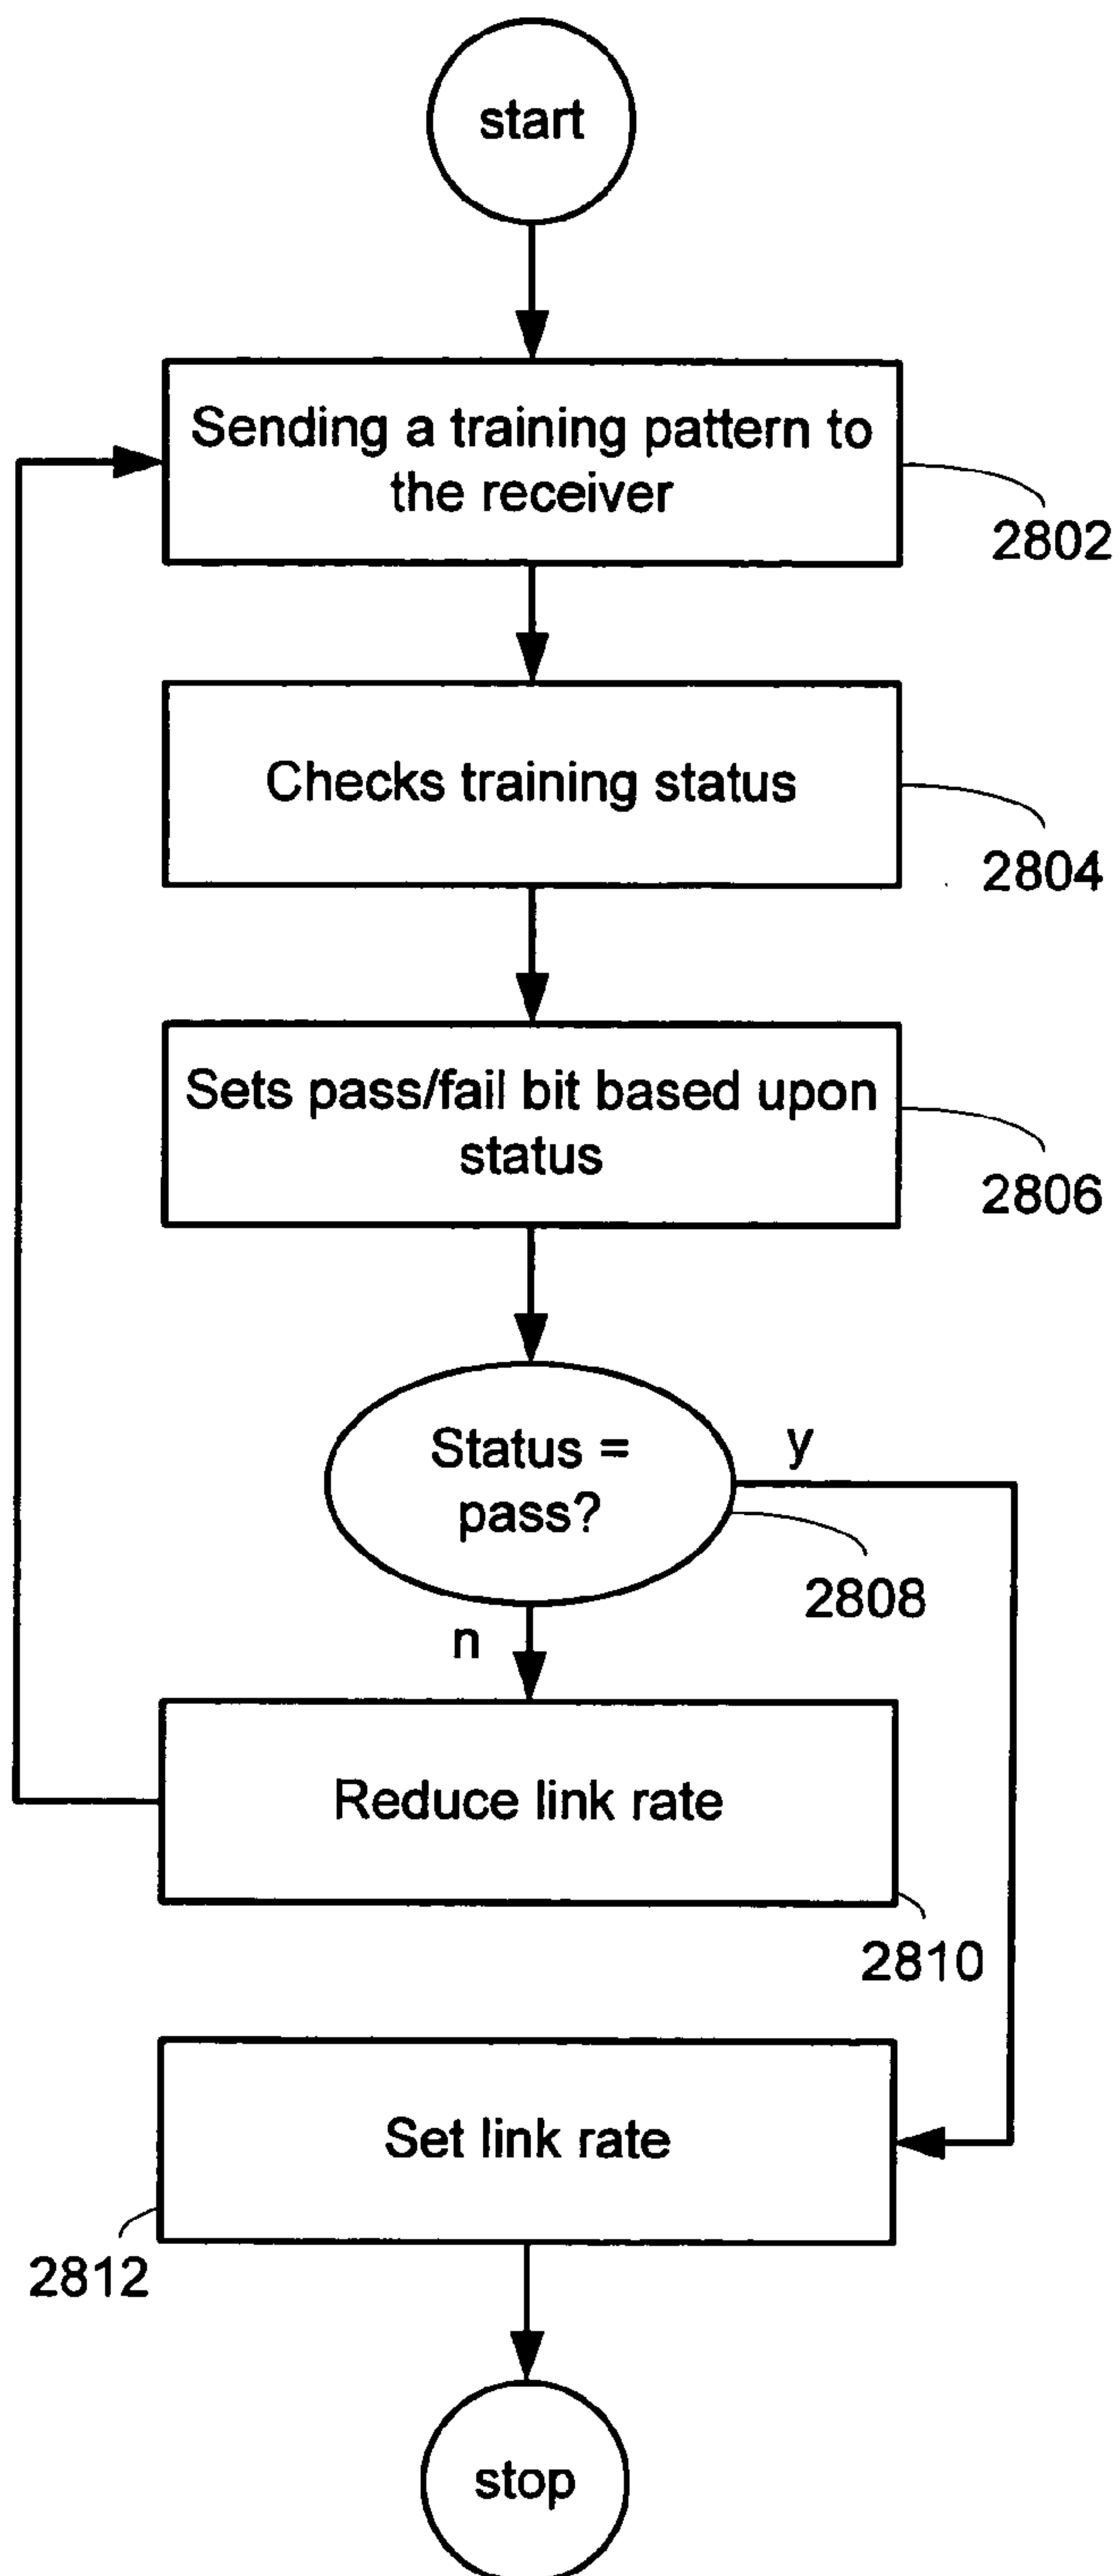 start
Sending a training pattern to
the receiver
2802
Checks training status
2804
Sets pass/fail bit based upon
status
2806
Status =
pass?
y
2808
n
Reduce link rate
2810
Set link rate
2812
stop